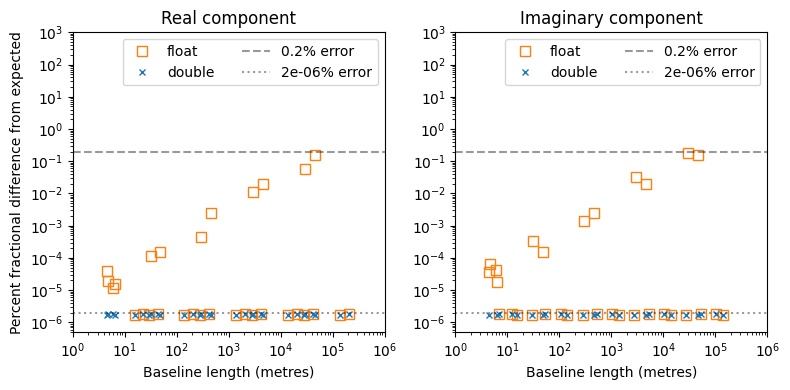 Real component
Imaginary component
Percent fractional difference from expected
10³
10²
10¹
10⁰
10⁻¹
10⁻²
10⁻³
10⁻⁴
10⁻⁵
10⁻⁶
float
double
0.2% error
2e-06% error
10⁰ 10¹ 10² 10³ 10⁴ 10⁵ 10⁶
Baseline length (metres)
10³
10²
10¹
10⁰
10⁻¹
10⁻²
10⁻³
10⁻⁴
10⁻⁵
10⁻⁶
float
double
0.2% error
2e-06% error
10⁰ 10¹ 10² 10³ 10⁴ 10⁵ 10⁶
Baseline length (metres)